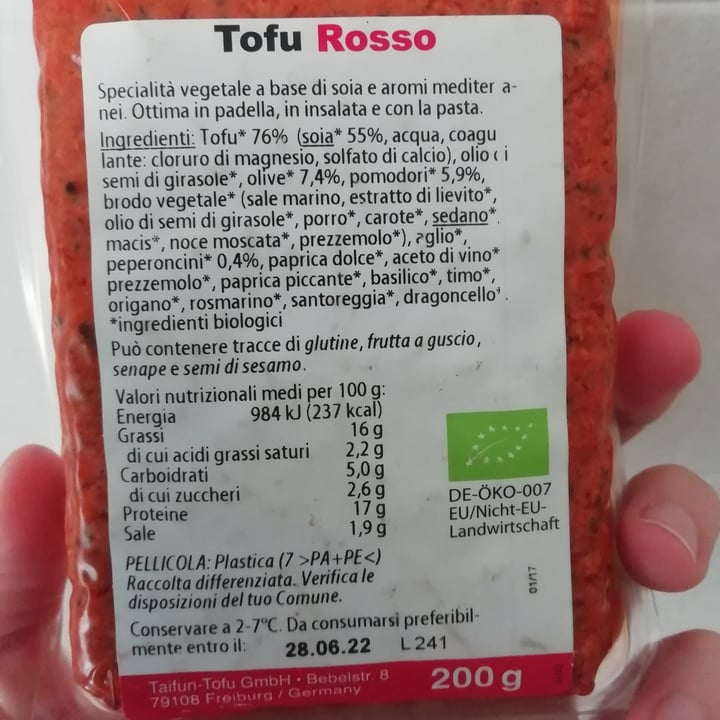 Tofu Rosso
Specialità vegetale a base di soia e aromi mediter a-
nei. Ottima in padella, in insalata e con la pasta.
Ingredienti: Tofu* 76% (soia* 55%, acqua, coagu
lante: cloruro di magnesio, solfato di calcio), olio di
semi di girasole*, olive* 7,4%, pomodori* 5,9%,
brodo vegetale* (sale marino, estratto di lievito*,
olio di semi di girasole*, porro*, carote*, sedano*
macis*, noce moscata*, prezzemolo*), aglio*,
peperoncini* 0,4%, paprica dolce*, aceto di vino*
prezzemolo*, paprica piccante*, basilico*, timo*,
origano*, rosmarino*, santoreggia*, dragoncello*.
*ingredienti biologici
Può contenere tracce di glutine, frutta a guscio,
senape e semi di sesamo.
Valori nutrizionali medi per 100 g:
Energia 984 kJ (237 kcal)
Grassi 16 g
di cui acidi grassi saturi 2,2 g
Carboidrati 5,0 g
di cui zuccheri 2,6 g
Proteine 17 g
Sale 1,9 g
DE-ÖKO-007
EU/Nicht-EU-
Landwirtschaft
PELLICOLA: Plastica (7 >PA+PE<)
Raccolta differenziata. Verifica le
disposizioni del tuo Comune.
01/17
Conservare a 2-7°C. Da consumarsi preferibil-
mente entro il: 28.06.22 L 241
Taifun-Tofu GmbH • Bebelstr. 8
79108 Freiburg / Germany
200 g